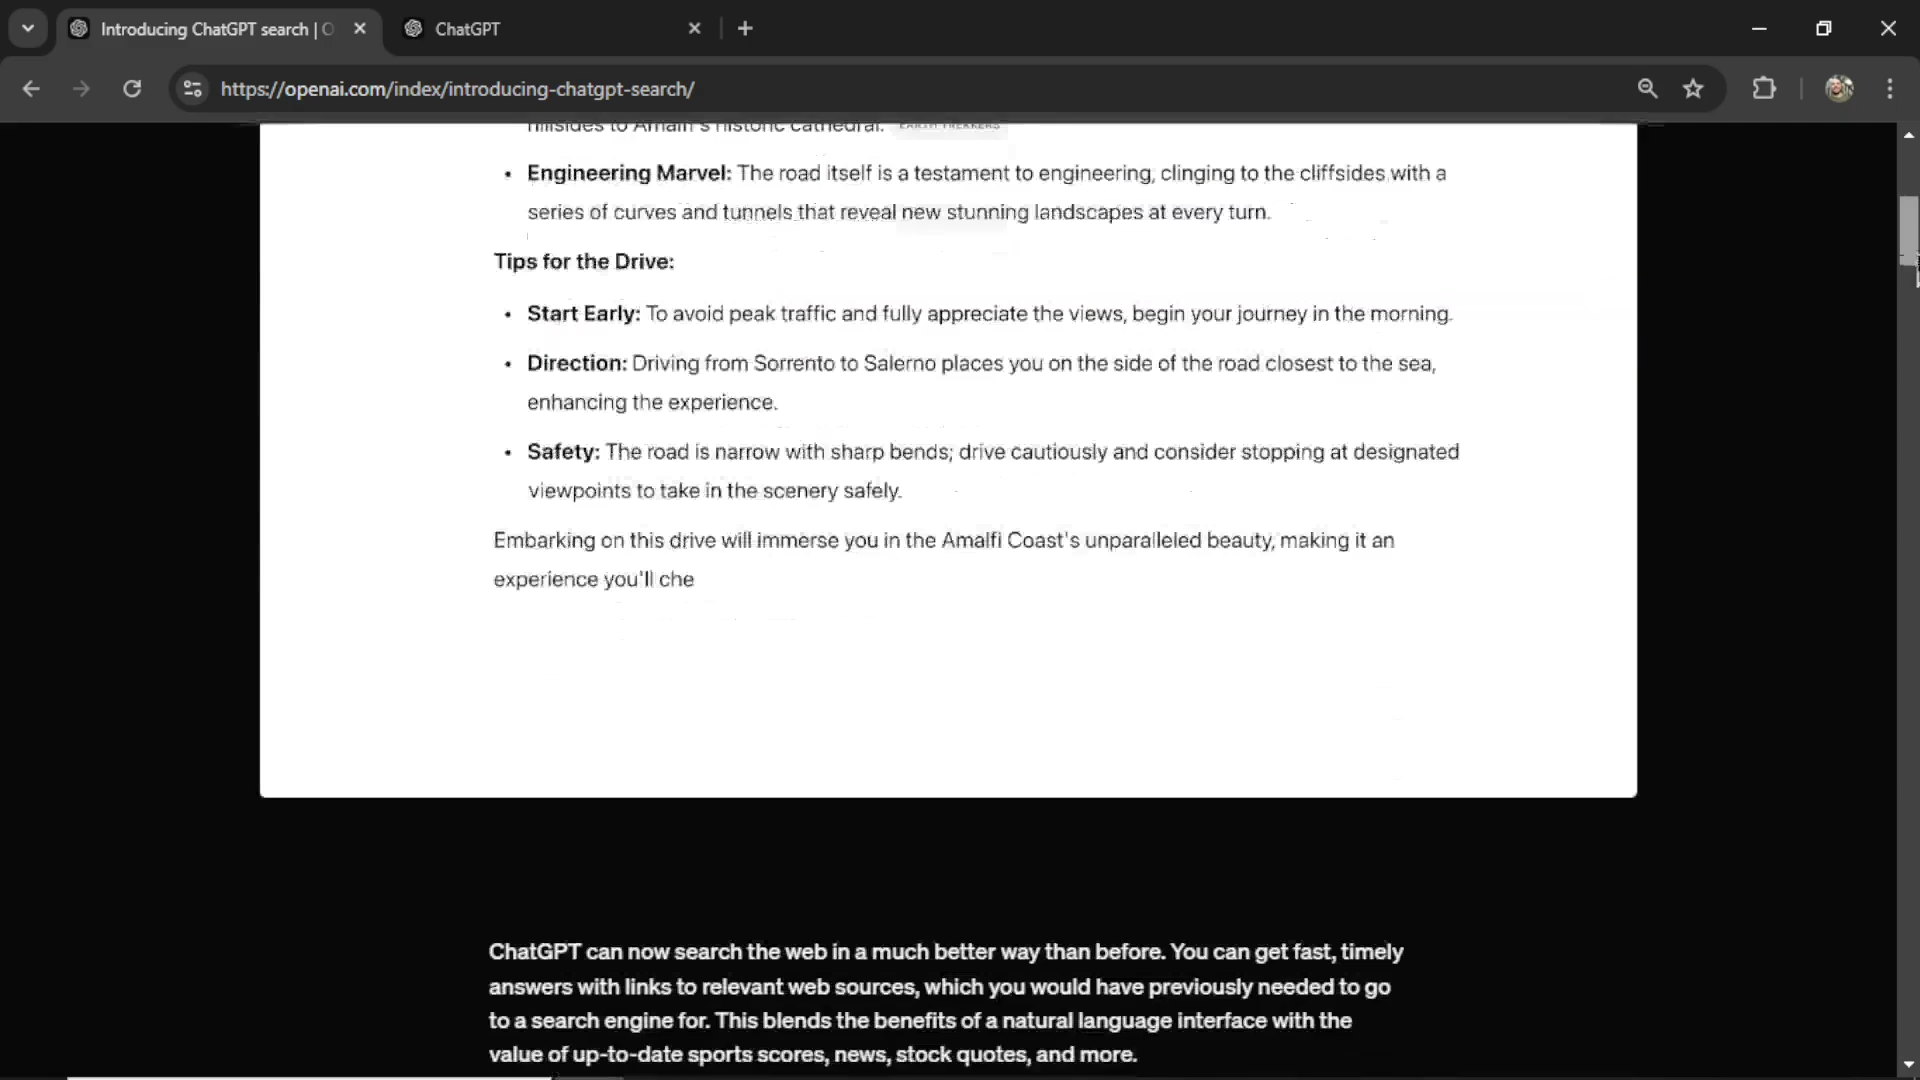 Introducing ChatGPT search | O
ChatGPT
https://openai.com/index/introducing-chatgpt-search/
hillsides to Amalfi's historic cathedral. EARTH TREKKERS
• Engineering Marvel: The road itself is a testament to engineering, clinging to the cliffsides with a
series of curves and tunnels that reveal new stunning landscapes at every turn.
Tips for the Drive:
• Start Early: To avoid peak traffic and fully appreciate the views, begin your journey in the morning.
• Direction: Driving from Sorrento to Salerno places you on the side of the road closest to the sea,
enhancing the experience.
• Safety: The road is narrow with sharp bends; drive cautiously and consider stopping at designated
viewpoints to take in the scenery safely.
Embarking on this drive will immerse you in the Amalfi Coast's unparalleled beauty, making it an
experience you'll che
ChatGPT can now search the web in a much better way than before. You can get fast, timely
answers with links to relevant web sources, which you would have previously needed to go
to a search engine for. This blends the benefits of a natural language interface with the
value of up-to-date sports scores, news, stock quotes, and more.